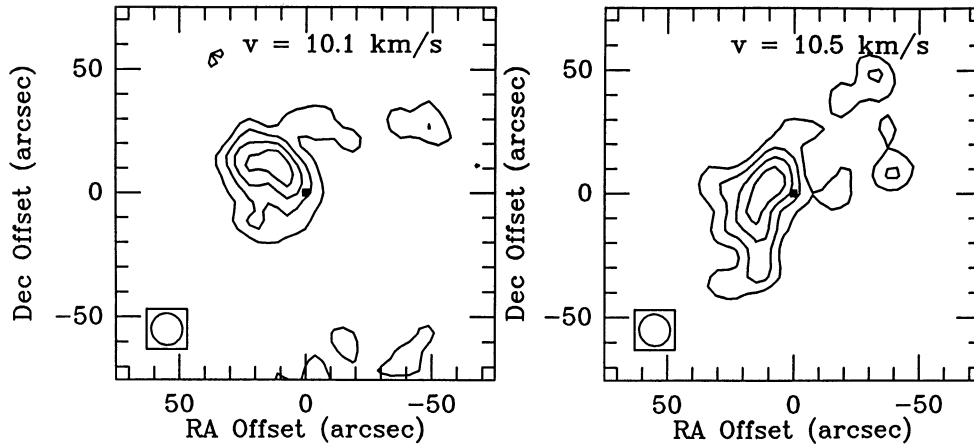 v = 10.1 km/s
50
0
−50
Dec Offset (arcsec)
50 0 −50
RA Offset (arcsec)
v = 10.5 km/s
50
0
−50
Dec Offset (arcsec)
50 0 −50
RA Offset (arcsec)